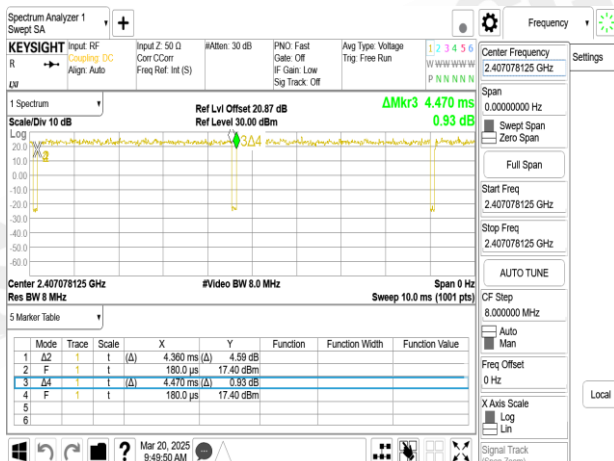 Spectrum Analyzer 1
Swept SA
+
Frequency
KEYSIGHT
R
LXI
Input: RF
Coupling: DC
Align: Auto
Input Z: 50 Ω
Corr CCorr
Freq Ref: Int (S)
#Atten: 30 dB
PNO: Fast
Gate: Off
IF Gain: Low
Sig Track: Off
Avg Type: Voltage
Trig: Free Run
1 2 3 4 5 6
W W W W W W
P N N N N N
Center Frequency
2.407078125 GHz
Settings
Span
0.00000000 Hz
Swept Span
Zero Span
Full Span
Start Freq
2.407078125 GHz
Stop Freq
2.407078125 GHz
AUTO TUNE
CF Step
8.000000 MHz
Auto
Man
Freq Offset
0 Hz
X Axis Scale
Log
Lin
Local
Signal Track
(Span Zoom)
1 Spectrum
Scale/Div 10 dB
Ref Lvl Offset 20.87 dB
Ref Level 30.00 dBm
ΔMkr3 4.470 ms
0.93 dB
Log
20.0
10.0
0.00
-10.0
-20.0
-30.0
-40.0
-50.0
-60.0
3Δ4
Center 2.407078125 GHz
Res BW 8 MHz
#Video BW 8.0 MHz
Span 0 Hz
Sweep 10.0 ms (1001 pts)
5 Marker Table
Mode Trace Scale X Y Function Function Width Function Value
1 Δ2 1 t (Δ) 4.360 ms (Δ) 4.59 dB
2 F 1 t 180.0 µs 17.40 dBm
3 Δ4 1 t (Δ) 4.470 ms (Δ) 0.93 dB
4 F 1 t 180.0 µs 17.40 dBm
5
6
?
Mar 20, 2025
9:49:50 AM